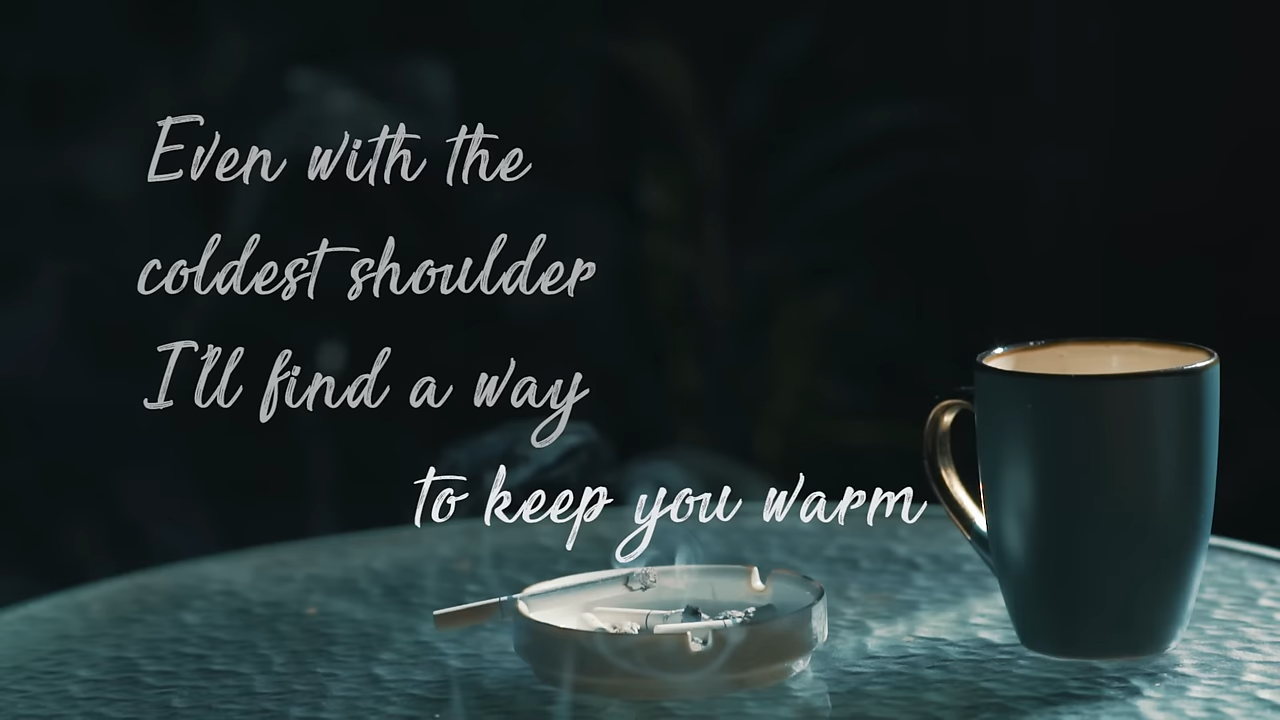 Even with the
coldest shoulder
I'll find a way
to keep you warm